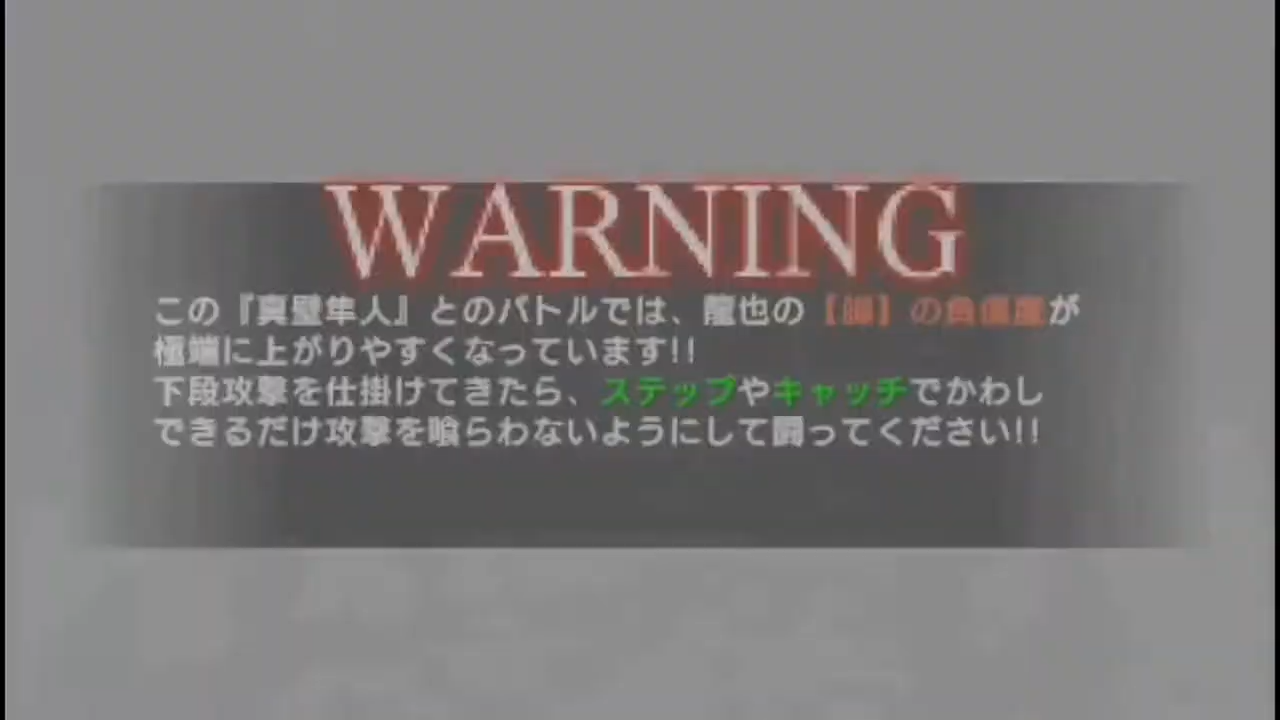 WARNING
この『真壁隼人』とのバトルでは、龍也の【脚】の負傷度が
極端に上がりやすくなっています!!
下段攻撃を仕掛けてきたら、ステップやキャッチでかわし
できるだけ攻撃を喰らわないようにして闘ってください!!